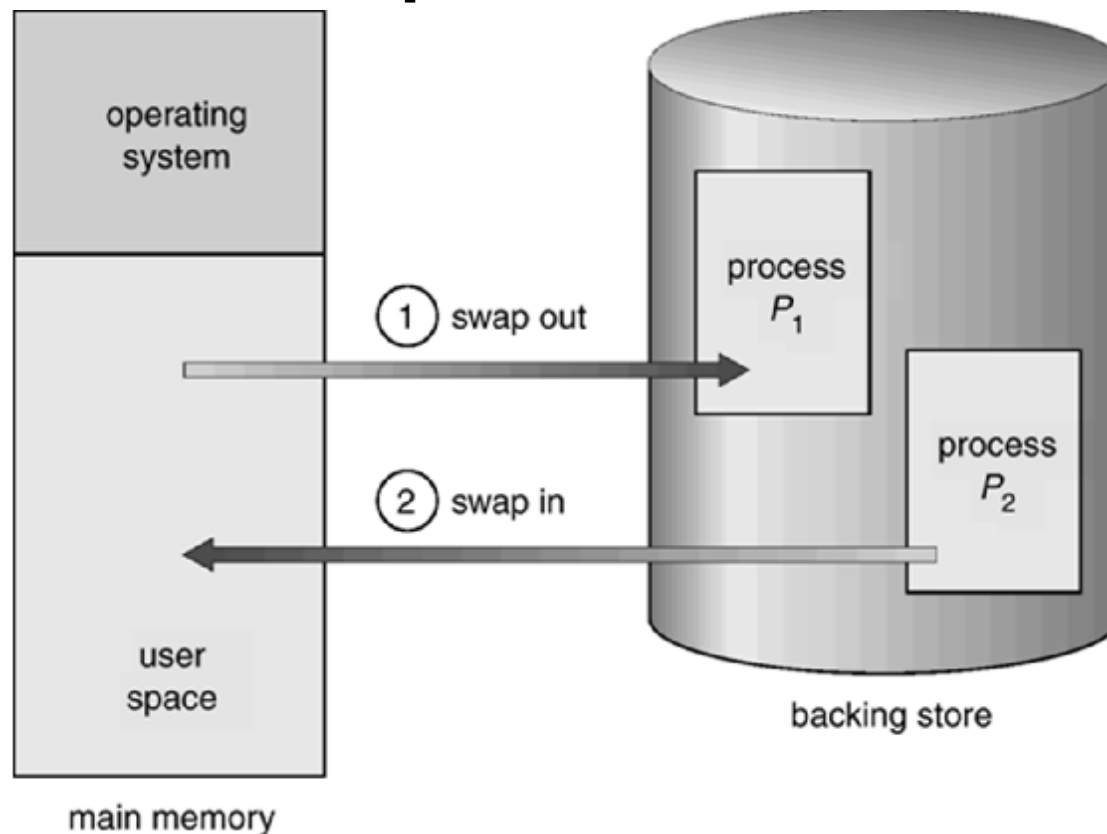 operating
system
process
P1
1 swap out
process
P2
2 swap in
user
space
backing store
main memory